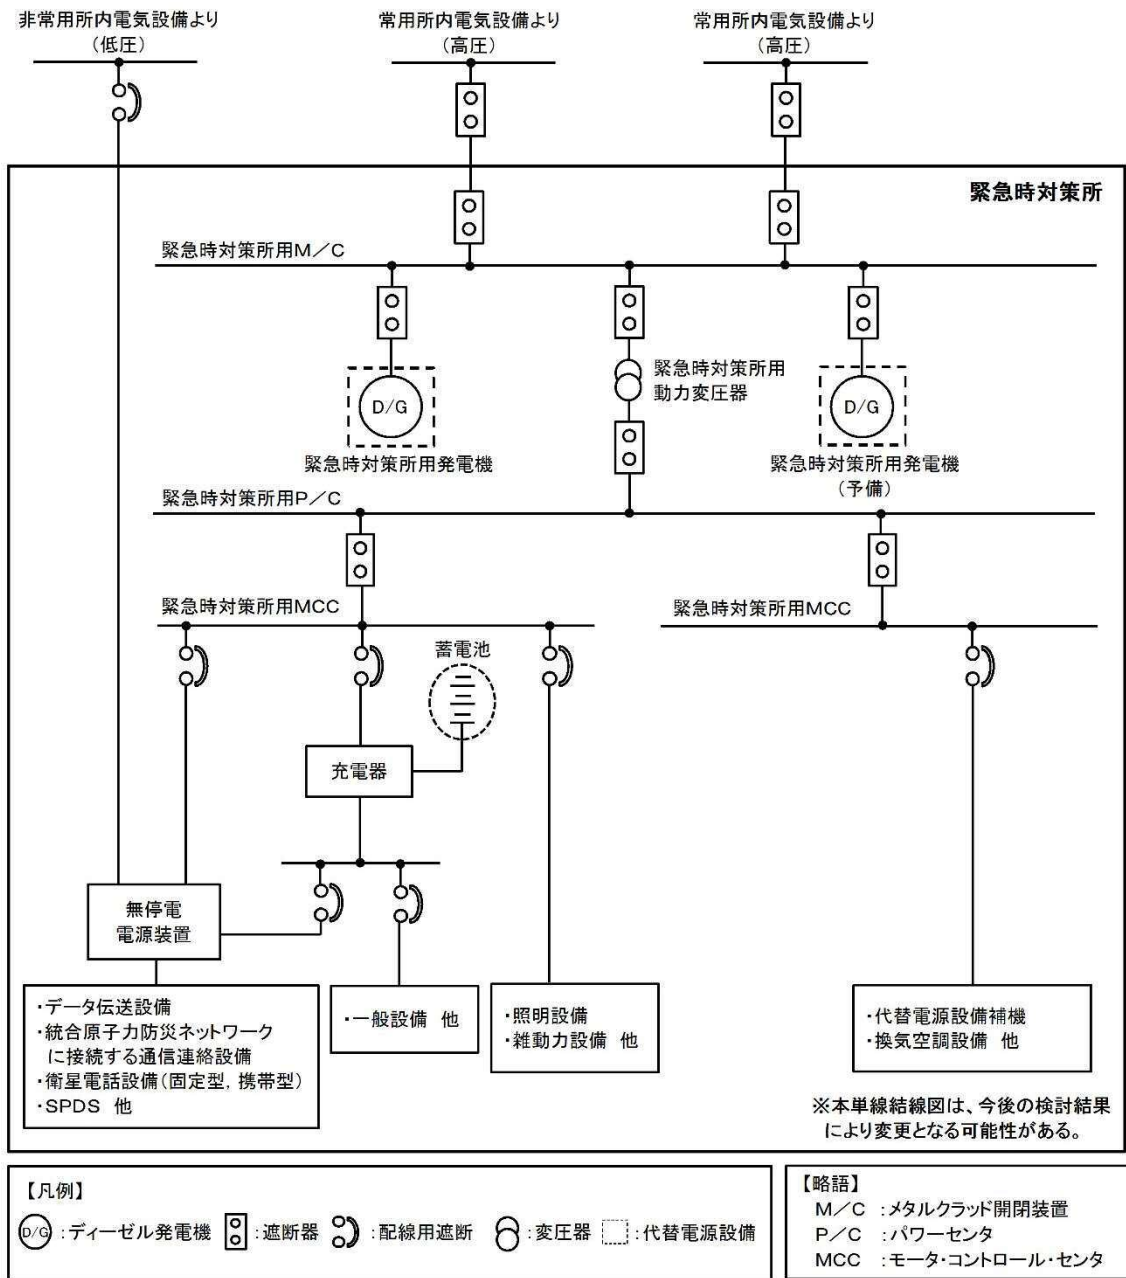 非常用所内電気設備より
（低圧）
常用所内電気設備より
（高圧）
常用所内電気設備より
（高圧）
緊急時対策所
緊急時対策所用M／C
緊急時対策所用
動力変圧器
D/G
D/G
緊急時対策所用発電機
緊急時対策所用発電機
（予備）
緊急時対策所用P／C
緊急時対策所用MCC
緊急時対策所用MCC
蓄電池
充電器
無停電
電源装置
・データ伝送設備
・統合原子力防災ネットワーク
に接続する通信連絡設備
・衛星電話設備（固定型，携帯型）
・SPDS 他
・一般設備 他
・照明設備
・雑動力設備 他
・代替電源設備補機
・換気空調設備 他
※本単線結線図は、今後の検討結果
により変更となる可能性がある。
【凡例】
D/G ：ディーゼル発電機 ：遮断器 ：配線用遮断 ：変圧器 ：代替電源設備
【略語】
M／C ：メタルクラッド開閉装置
P／C ：パワーセンタ
MCC ：モータ・コントロール・センタ